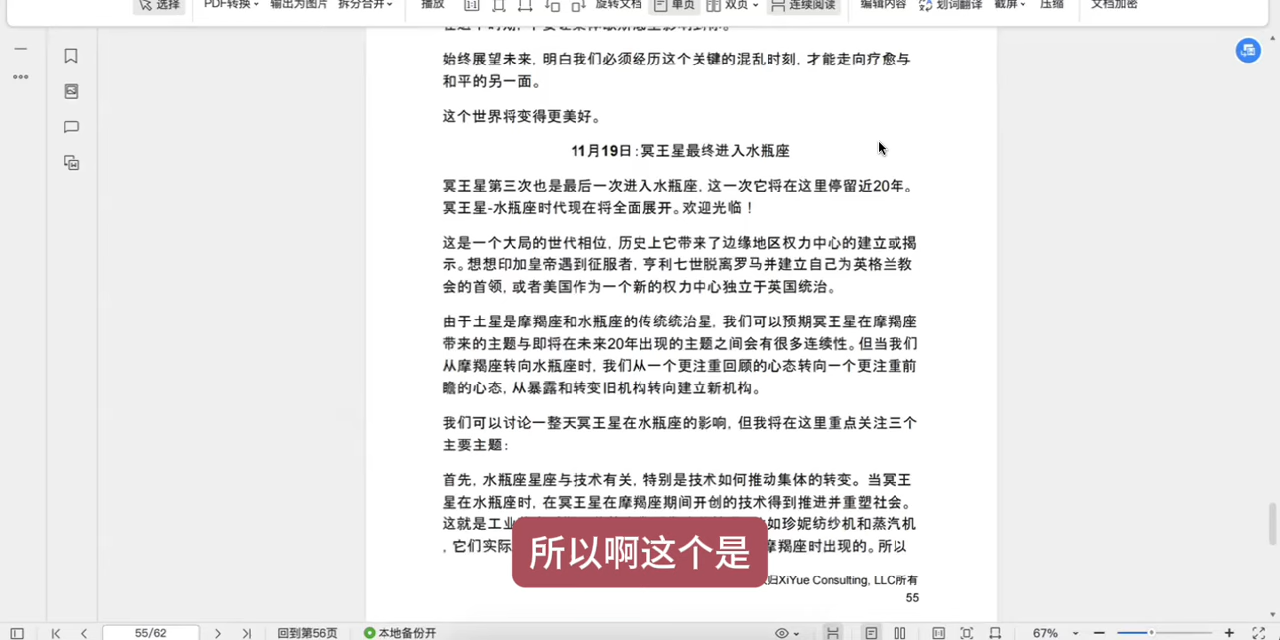 选择 PDF转换 输出为图片 拆分合并 播放 旋转文档 单页 双页 连续阅读 编辑内容 划词翻译 截屏 压缩 文档加密
始终展望未来，明白我们必须经历这个关键的混乱时刻，才能走向疗愈与
和平的另一面。
这个世界将变得更美好。
11月19日：冥王星最终进入水瓶座
冥王星第三次也是最后一次进入水瓶座，这一次它将在这里停留近20年。
冥王星-水瓶座时代现在将全面展开。欢迎光临！
这是一个大局的世代相位，历史上它带来了边缘地区权力中心的建立或揭
示。想想印加皇帝遇到征服者，亨利七世脱离罗马并建立自己为英格兰教
会的首领，或者美国作为一个新的权力中心独立于英国统治。
由于土星是摩羯座和水瓶座的传统统治星，我们可以预期冥王星在摩羯座
带来的主题与即将在未来20年出现的主题之间会有很多连续性。但当我们
从摩羯座转向水瓶座时，我们从一个更注重回顾的心态转向一个更注重前
瞻的心态，从暴露和转变旧机构转向建立新机构。
我们可以讨论一整天冥王星在水瓶座的影响，但我将在这里重点关注三个
主要主题：
首先，水瓶座星座与技术有关，特别是技术如何推动集体的转变。当冥王
星在水瓶座时，在冥王星在摩羯座期间开创的技术得到推进并重塑社会。
这就是工业 如珍妮纺纱机和蒸汽机
，它们实际 摩羯座时出现的。所以
所以啊这个是
归XiYue Consulting, LLC所有
55
55/62 回到第56页 本地备份开 67%